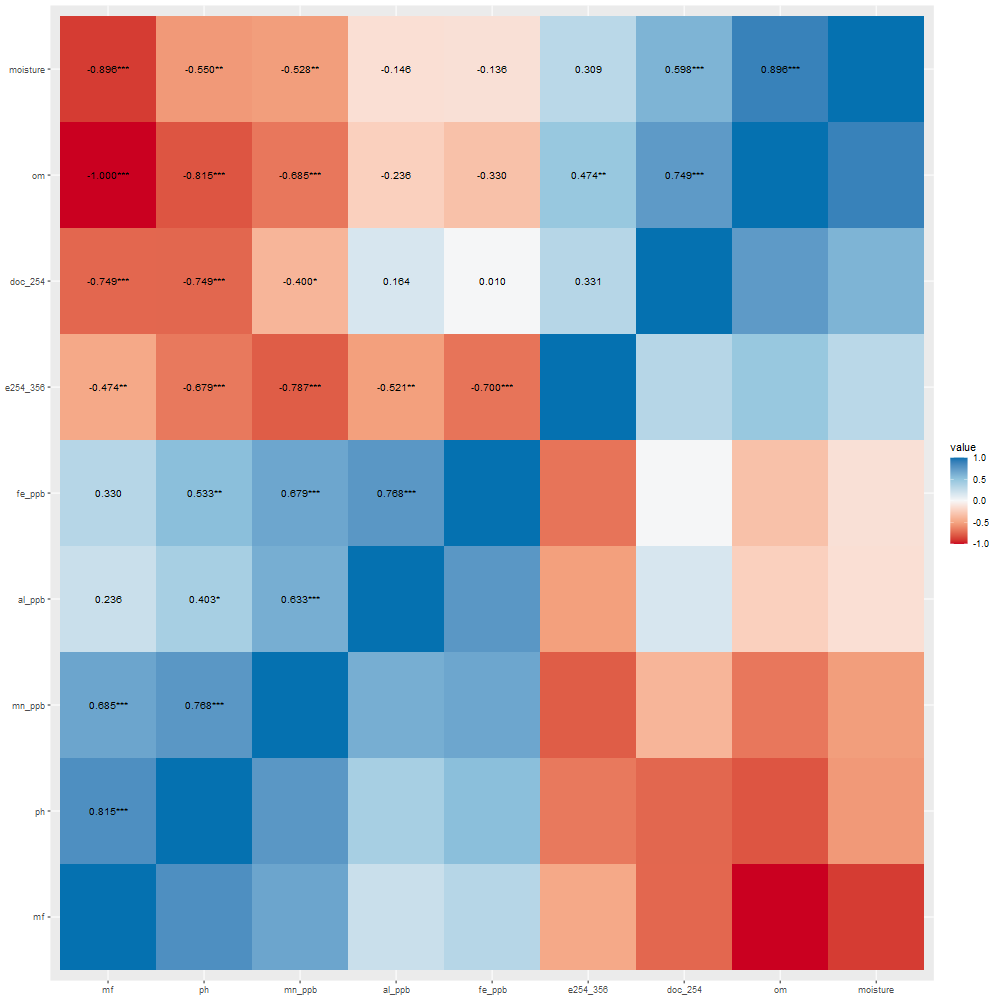 moisture -0.896*** -0.550** -0.528** -0.146 -0.136 0.309 0.598*** 0.896***
om -1.000*** -0.815*** -0.685*** -0.236 -0.330 0.474** 0.749***
doc_254 -0.749*** -0.749*** -0.400* 0.164 0.010 0.331
e254_356 -0.474** -0.679*** -0.787*** -0.521** -0.700***
value
1.0
0.5
0.0
-0.5
-1.0
fe_ppb 0.330 0.533** 0.679*** 0.768***
al_ppb 0.236 0.403* 0.633***
mn_ppb 0.685*** 0.768***
ph 0.815***
mf
mf ph mn_ppb al_ppb fe_ppb e254_356 doc_254 om moisture